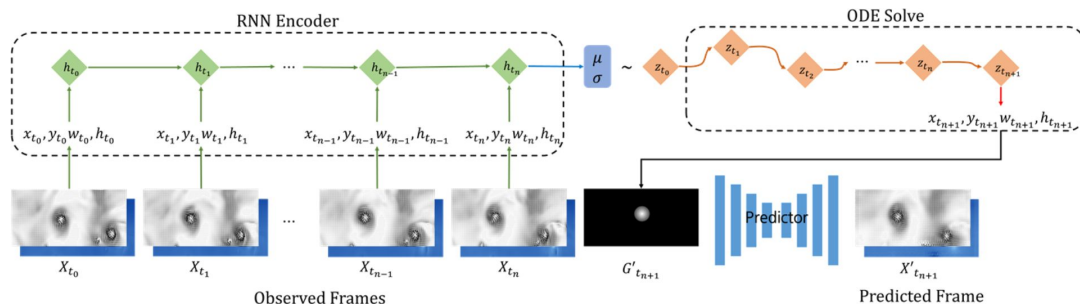 RNN Encoder
ODE Solve
h_{t_0} h_{t_1} ... h_{t_{n-1}} h_{t_n} μ σ ~ z_{t_0} z_{t_1} z_{t_2} ... z_{t_n} z_{t_{n+1}}
x_{t_0}, y_{t_0} w_{t_0}, h_{t_0}
x_{t_1}, y_{t_1} w_{t_1}, h_{t_1}
x_{t_{n-1}}, y_{t_{n-1}} w_{t_{n-1}}, h_{t_{n-1}}
x_{t_n}, y_{t_n} w_{t_n}, h_{t_n}
x_{t_{n+1}}, y_{t_{n+1}} w_{t_{n+1}}, h_{t_{n+1}}
...
Predictor
X_{t_0}
X_{t_1}
X_{t_{n-1}}
X_{t_n}
G'_{t_{n+1}}
X'_{t_{n+1}}
Observed Frames
Predicted Frame